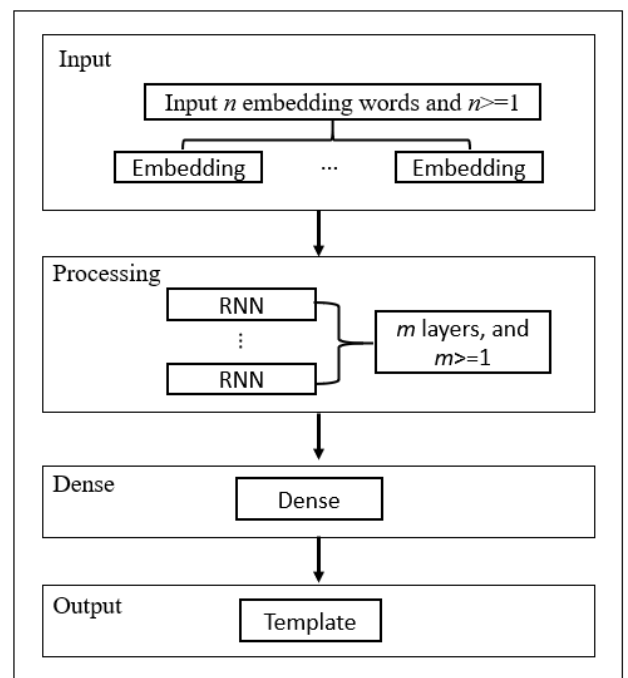 Input
Input n embedding words and n>=1
Embedding ... Embedding
Processing
RNN
⋮
RNN
m layers, and
m>=1
Dense
Dense
Output
Template